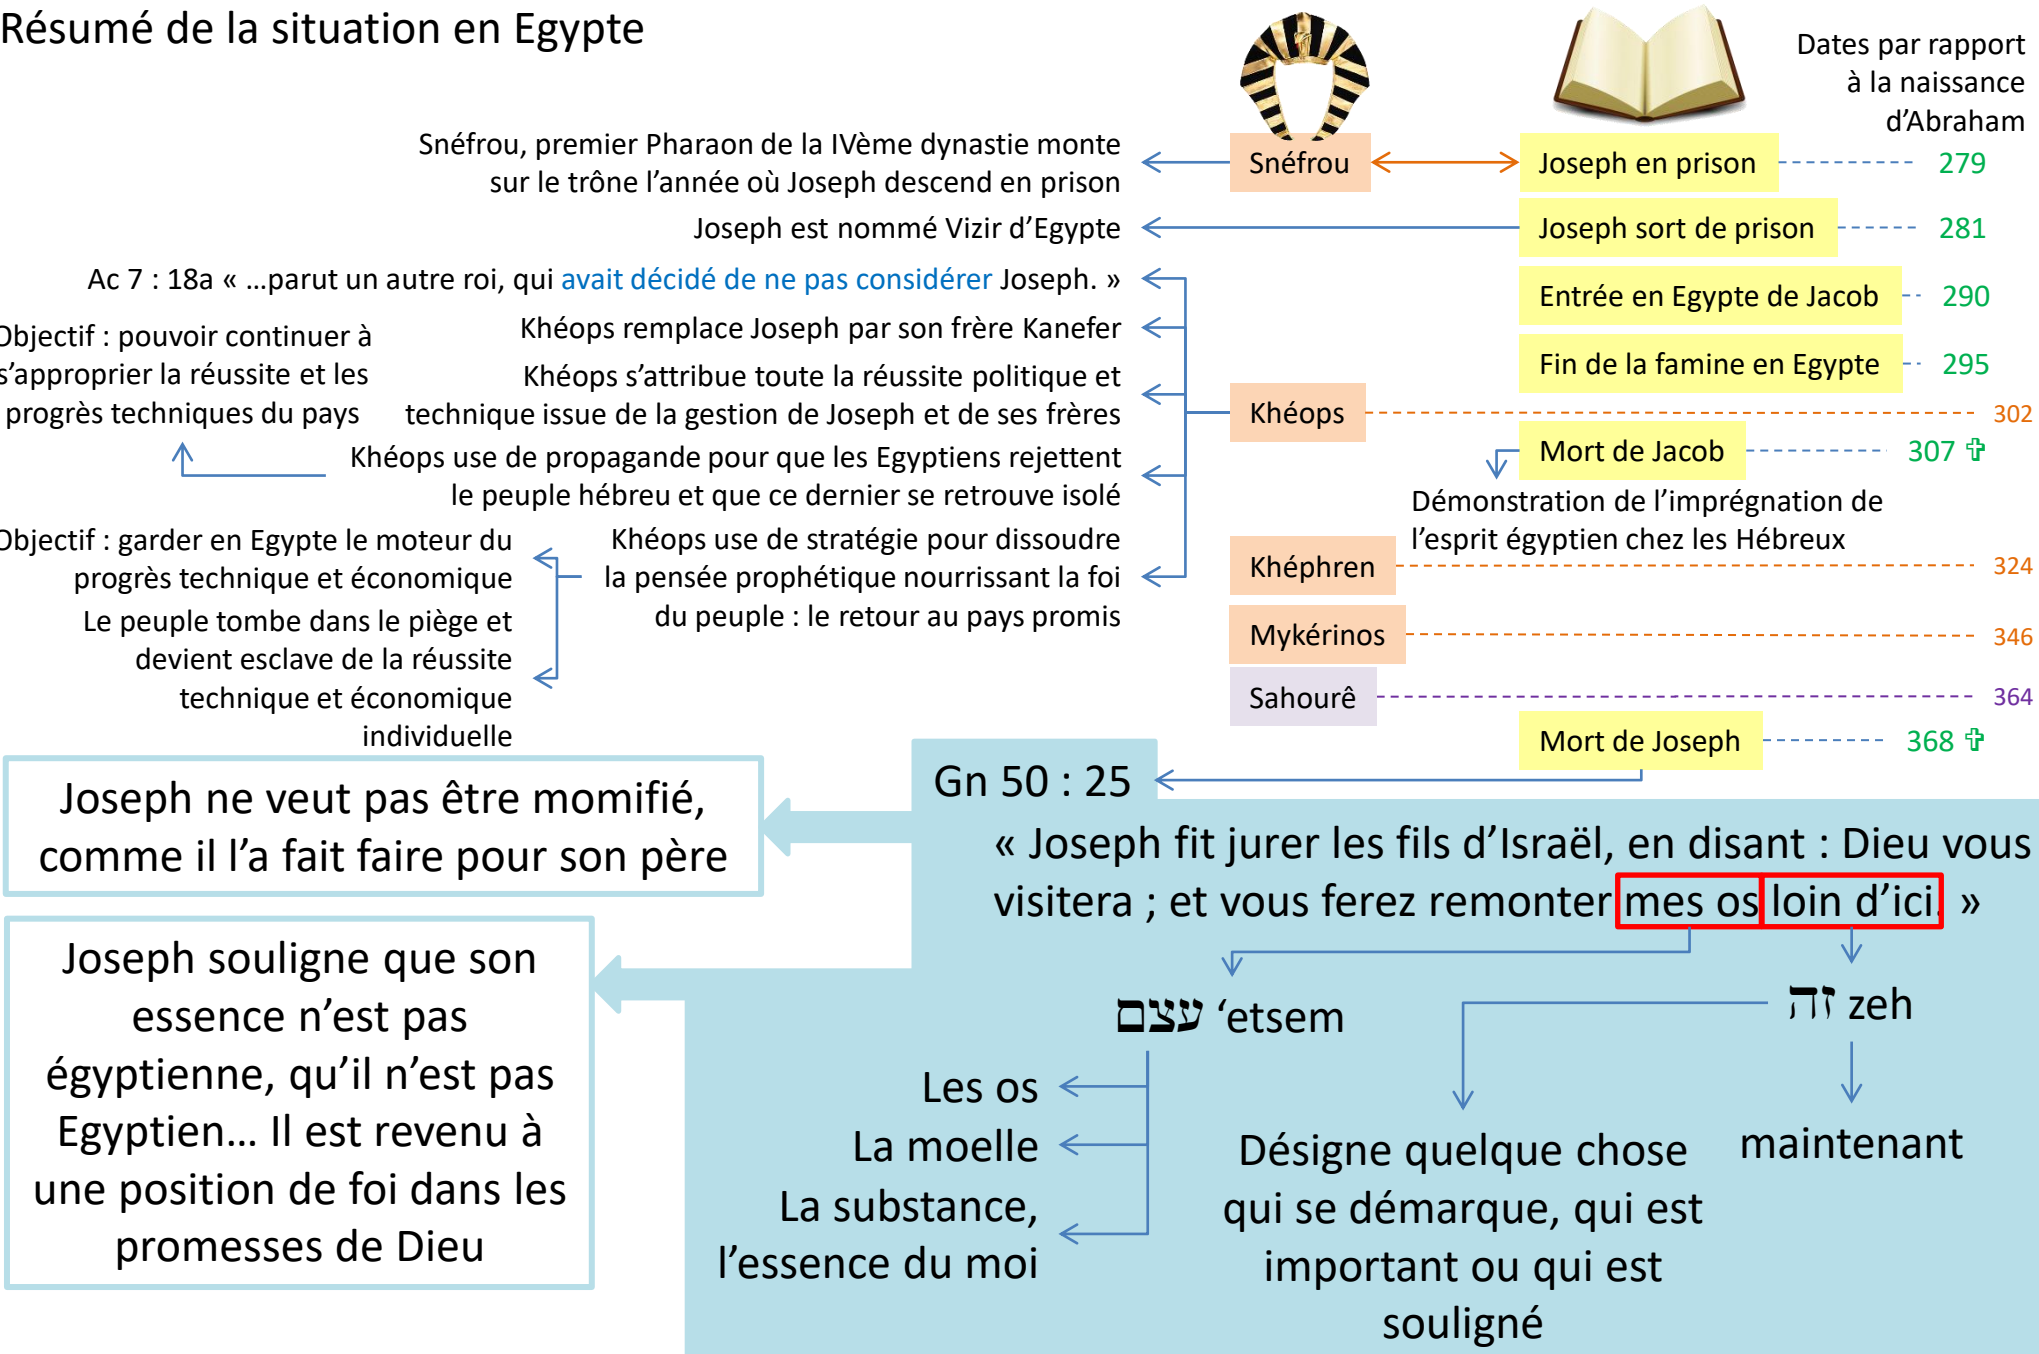 Résumé de la situation en Egypte
Dates par rapport
à la naissance
d'Abraham
Snéfrou, premier Pharaon de la IVème dynastie monte
sur le trône l'année où Joseph descend en prison
Snéfrou
Joseph en prison
279
Joseph est nommé Vizir d'Egypte
Joseph sort de prison
281
Ac 7 : 18a « ...parut un autre roi, qui avait décidé de ne pas considérer Joseph. »
Entrée en Egypte de Jacob
290
Objectif : pouvoir continuer à
s'approprier la réussite et les
progrès techniques du pays
Khéops remplace Joseph par son frère Kanefer
Fin de la famine en Egypte
295
Khéops s'attribue toute la réussite politique et
technique issue de la gestion de Joseph et de ses frères
Khéops
302
Khéops use de propagande pour que les Egyptiens rejettent
le peuple hébreu et que ce dernier se retrouve isolé
Mort de Jacob
307 ✞
Démonstration de l'imprégnation de
l'esprit égyptien chez les Hébreux
Objectif : garder en Egypte le moteur du
progrès technique et économique
Le peuple tombe dans le piège et
devient esclave de la réussite
technique et économique
individuelle
Khéops use de stratégie pour dissoudre
la pensée prophétique nourrissant la foi
du peuple : le retour au pays promis
Khéphren
324
Mykérinos
346
Sahourê
364
Mort de Joseph
368 ✞
Joseph ne veut pas être momifié,
comme il l'a fait faire pour son père
Gn 50 : 25
« Joseph fit jurer les fils d'Israël, en disant : Dieu vous
visitera ; et vous ferez remonter mes os loin d'ici. »
Joseph souligne que son
essence n'est pas
égyptienne, qu'il n'est pas
Egyptien... Il est revenu à
une position de foi dans les
promesses de Dieu
עצם ‘etsem
זה zeh
Les os
La moelle
La substance,
l'essence du moi
Désigne quelque chose
qui se démarque, qui est
important ou qui est
souligné
maintenant